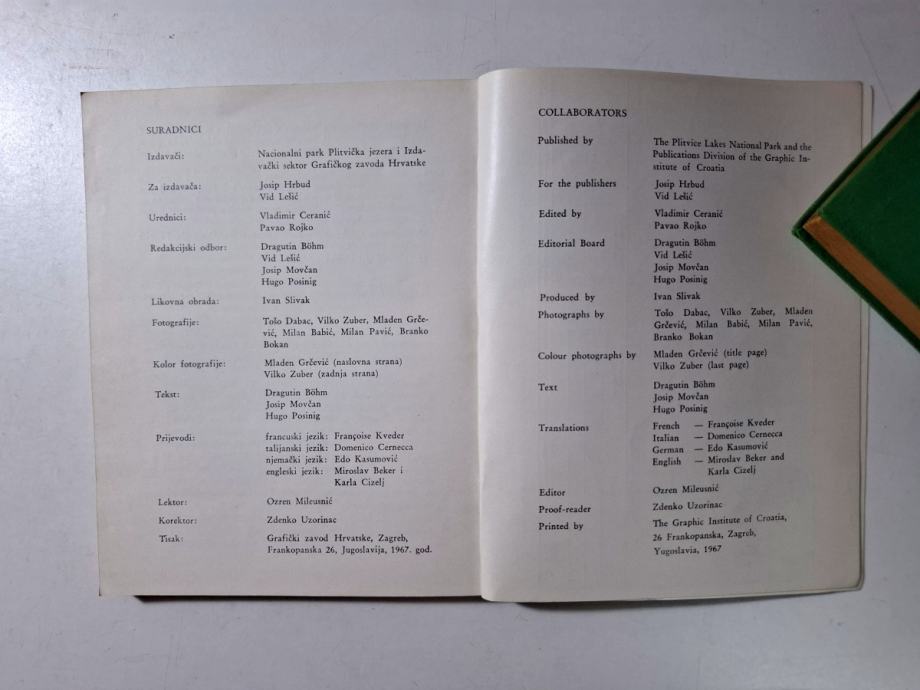 SURADNICI
Izdavači: Nacionalni park Plitvička jezera i Izda-
vački sektor Grafičkog zavoda Hrvatske
Za izdavača: Josip Hrbud
Vid Lešić
Urednici: Vladimir Ceranić
Pavao Rojko
Redakcijski odbor: Dragutin Böhm
Vid Lešić
Josip Movčan
Hugo Posinig
Likovna obrada: Ivan Slivak
Fotografije: Tošo Dabac, Vilko Zuber, Mladen Grče-
vić, Milan Babić, Milan Pavić, Branko
Bokan
Kolor fotografije: Mladen Grčević (naslovna strana)
Vilko Zuber (zadnja strana)
Tekst: Dragutin Böhm
Josip Movčan
Hugo Posinig
Prijevodi: francuski jezik: Françoise Kveder
talijanski jezik: Domenico Cernecca
njemački jezik: Edo Kasumović
engleski jezik: Miroslav Beker i
Karla Cizelj
Lektor: Ozren Mileusnić
Korektor: Zdenko Uzorinac
Tisak: Grafički zavod Hrvatske, Zagreb,
Frankopanska 26, Jugoslavija, 1967. god.
COLLABORATORS
Published by The Plitvice Lakes National Park and the
Publications Division of the Graphic In-
stitute of Croatia
For the publishers Josip Hrbud
Vid Lešić
Edited by Vladimir Ceranić
Pavao Rojko
Editorial Board Dragutin Böhm
Vid Lešić
Josip Movčan
Hugo Posinig
Produced by Ivan Slivak
Photographs by Tošo Dabac, Vilko Zuber, Mladen
Grčević, Milan Babić, Milan Pavić,
Branko Bokan
Colour photographs by Mladen Grčević (title page)
Vilko Zuber (last page)
Text Dragutin Böhm
Josip Movčan
Hugo Posinig
Translations French — Françoise Kveder
Italian — Domenico Cernecca
German — Edo Kasumović
English — Miroslav Beker and
Karla Cizelj
Editor Ozren Mileusnić
Proof-reader Zdenko Uzorinac
Printed by The Graphic Institute of Croatia,
26 Frankopanska, Zagreb,
Yugoslavia, 1967